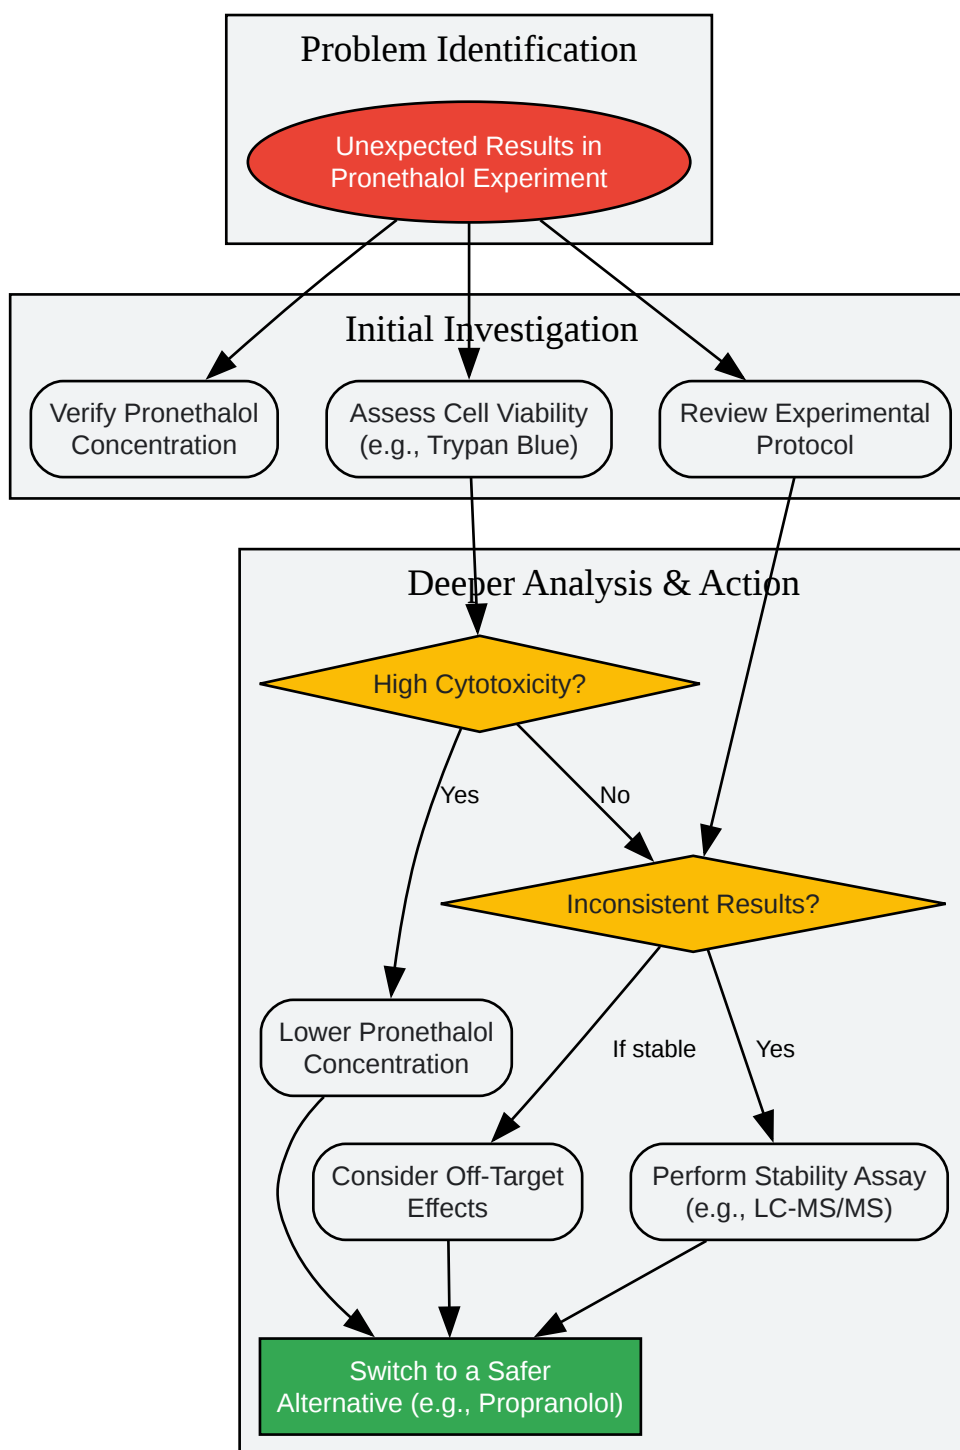 Problem Identification
Unexpected Results in
Pronethalol Experiment
Initial Investigation
Verify Pronethalol
Concentration
Assess Cell Viability
(e.g., Trypan Blue)
Review Experimental
Protocol
Deeper Analysis & Action
High Cytotoxicity?
Yes
No
Inconsistent Results?
Lower Pronethalol
Concentration
If stable
Yes
Consider Off-Target
Effects
Perform Stability Assay
(e.g., LC-MS/MS)
Switch to a Safer
Alternative (e.g., Propranolol)